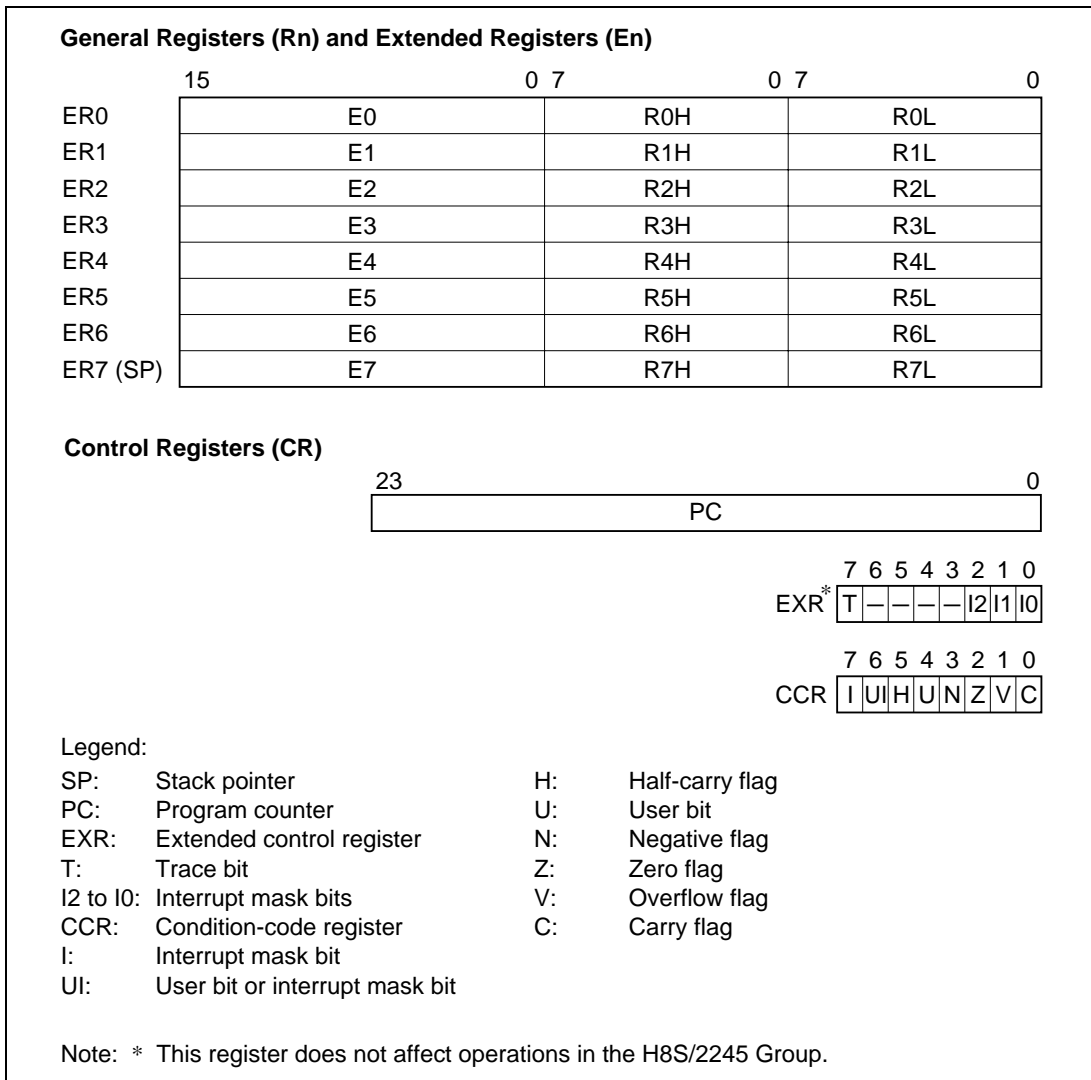 General Registers (Rn) and Extended Registers (En)
15 0 7 0 7 0
ER0 E0 R0H R0L
ER1 E1 R1H R1L
ER2 E2 R2H R2L
ER3 E3 R3H R3L
ER4 E4 R4H R4L
ER5 E5 R5H R5L
ER6 E6 R6H R6L
ER7 (SP) E7 R7H R7L
Control Registers (CR)
23 0
PC
7 6 5 4 3 2 1 0
EXR* T — — — — I2 I1 I0
7 6 5 4 3 2 1 0
CCR I UI H U N Z V C
Legend:
SP: Stack pointer H: Half-carry flag
PC: Program counter U: User bit
EXR: Extended control register N: Negative flag
T: Trace bit Z: Zero flag
I2 to I0: Interrupt mask bits V: Overflow flag
CCR: Condition-code register C: Carry flag
I: Interrupt mask bit
UI: User bit or interrupt mask bit
Note: * This register does not affect operations in the H8S/2245 Group.